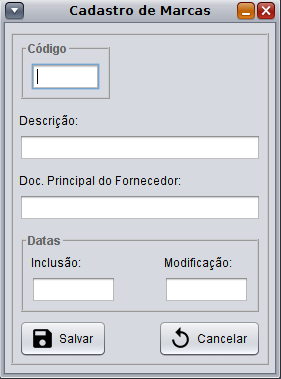 Cadastro de Marcas
Código
Descrição:
Doc. Principal do Fornecedor:
Datas
Inclusão: Modificação:
Salvar Cancelar